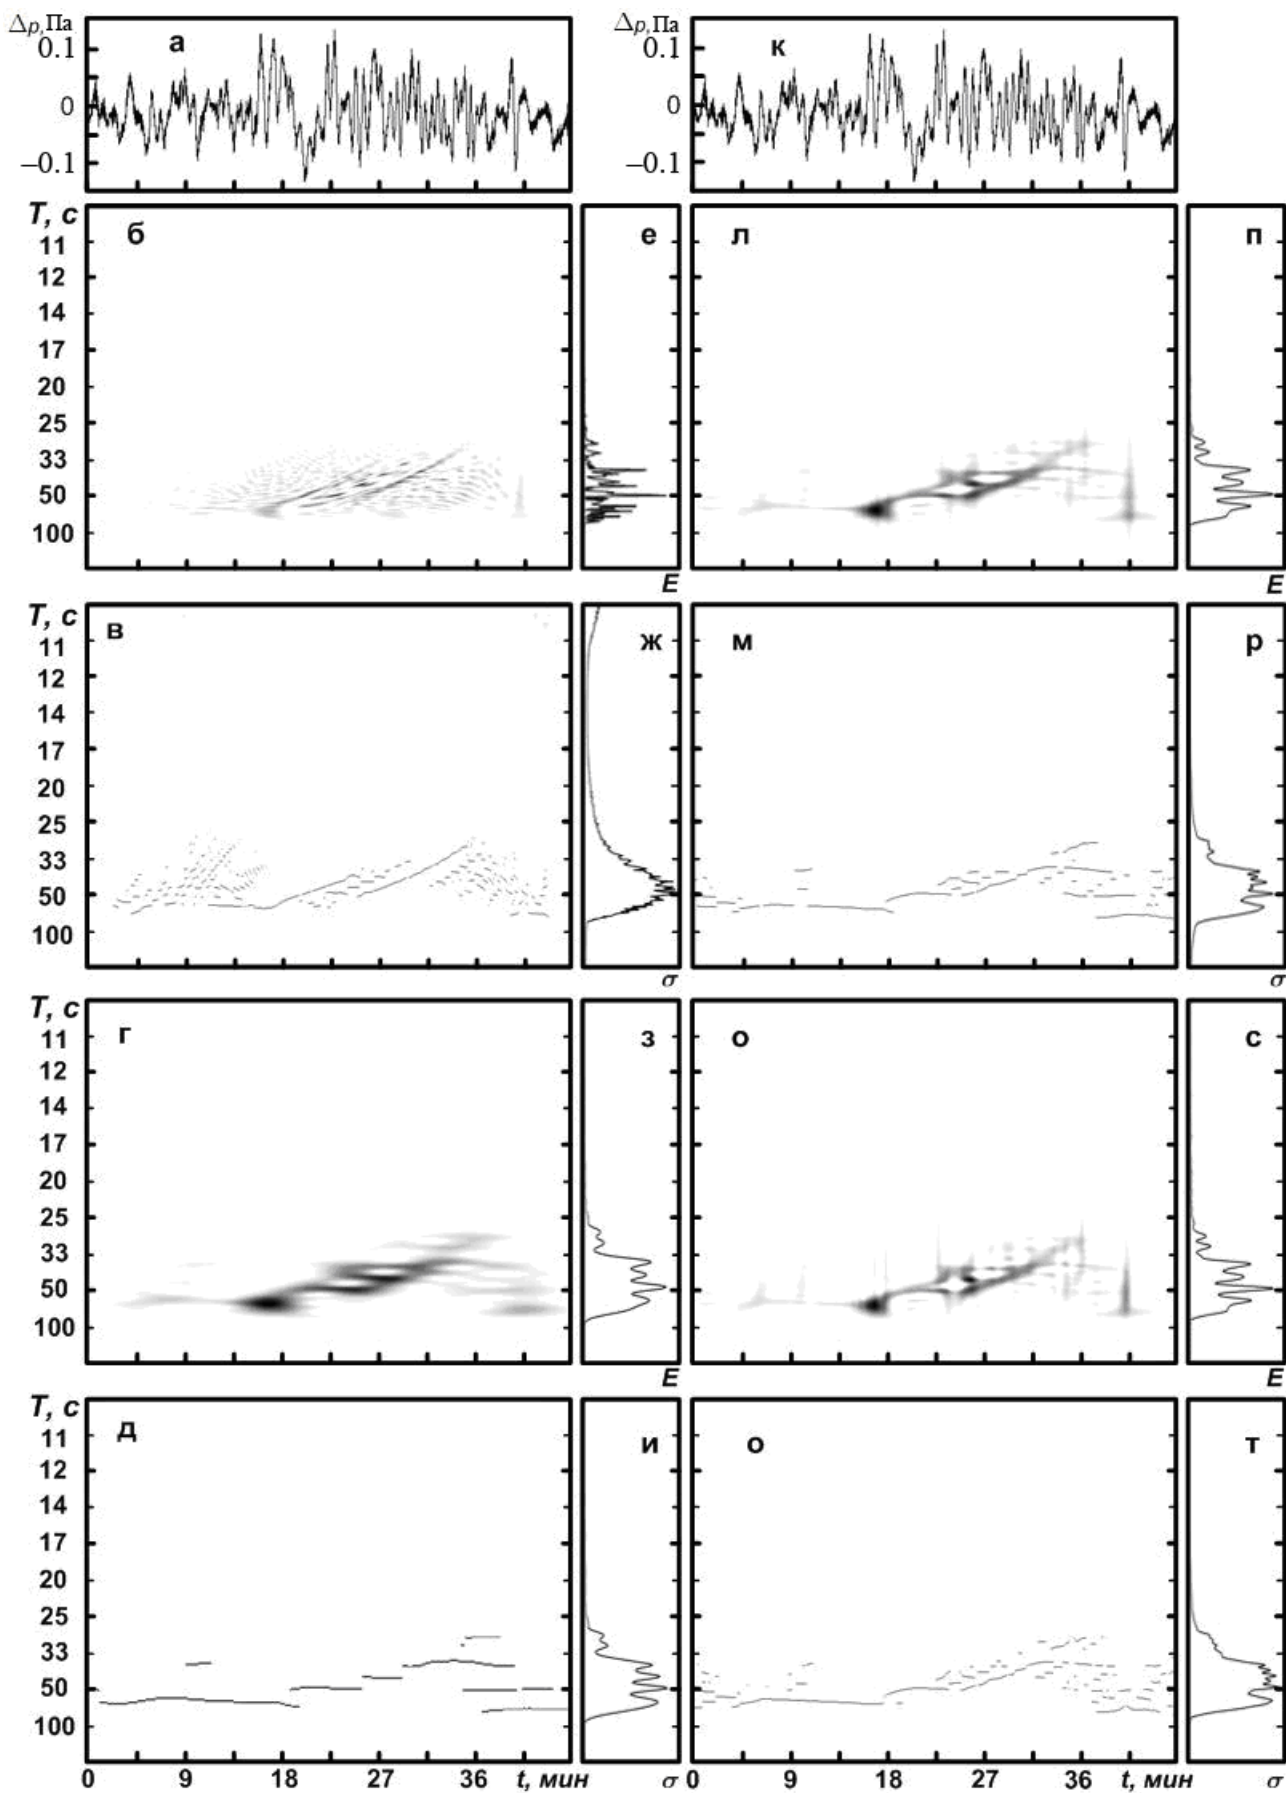 Δp,Па
0.1
0
−0.1
а
Δp,Па
0.1
0
−0.1
к
T, с
11
12
14
17
20
25
33
50
100
б
е
л
п
E
E
T, с
11
12
14
17
20
25
33
50
100
в
ж
м
р
σ
σ
T, с
11
12
14
17
20
25
33
50
100
г
з
о
с
E
E
T, с
11
12
14
17
20
25
33
50
100
д
и
о
т
0 9 18 27 36 t, мин σ 0 9 18 27 36 t, мин σ